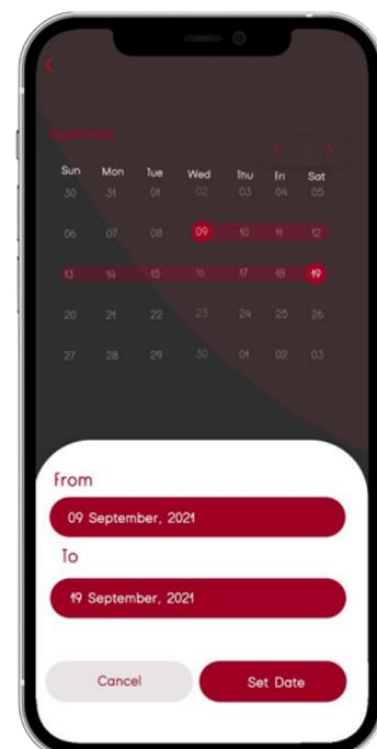 September
Sun Mon Tue Wed Thu Fri Sat
30 31 01 02 03 04 05
06 07 08 09 10 11 12
13 14 15 16 17 18 19
20 21 22 23 24 25 26
27 28 29 30 01 02 03
From
09 September, 2021
To
19 September, 2021
Cancel Set Date